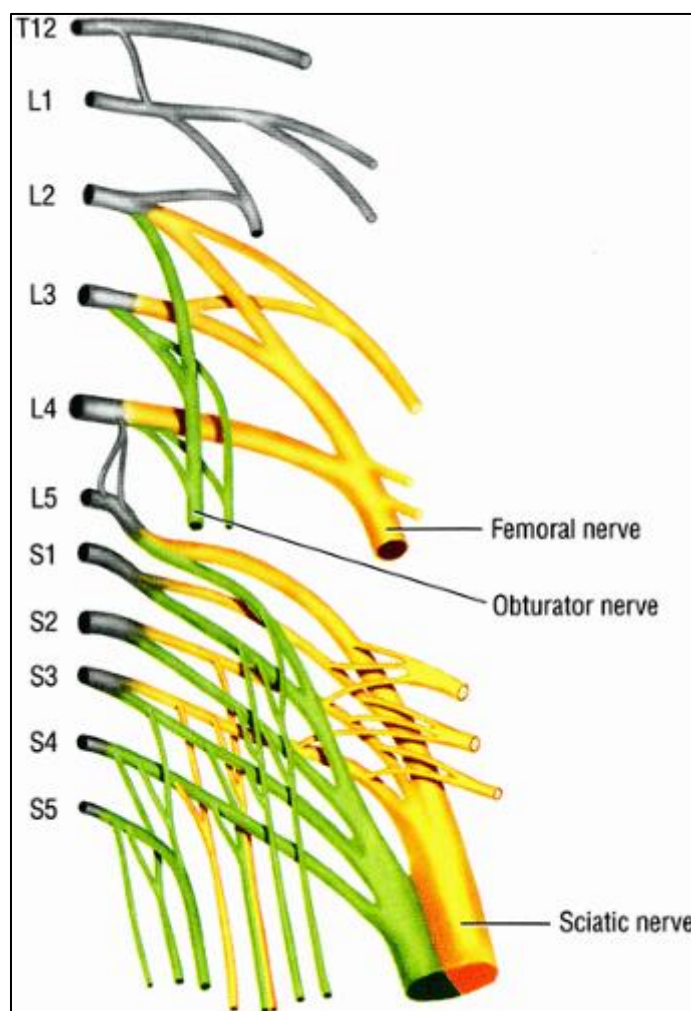 T12
L1
L2
L3
L4
L5
S1
S2
S3
S4
S5
Femoral nerve
Obturator nerve
Sciatic nerve